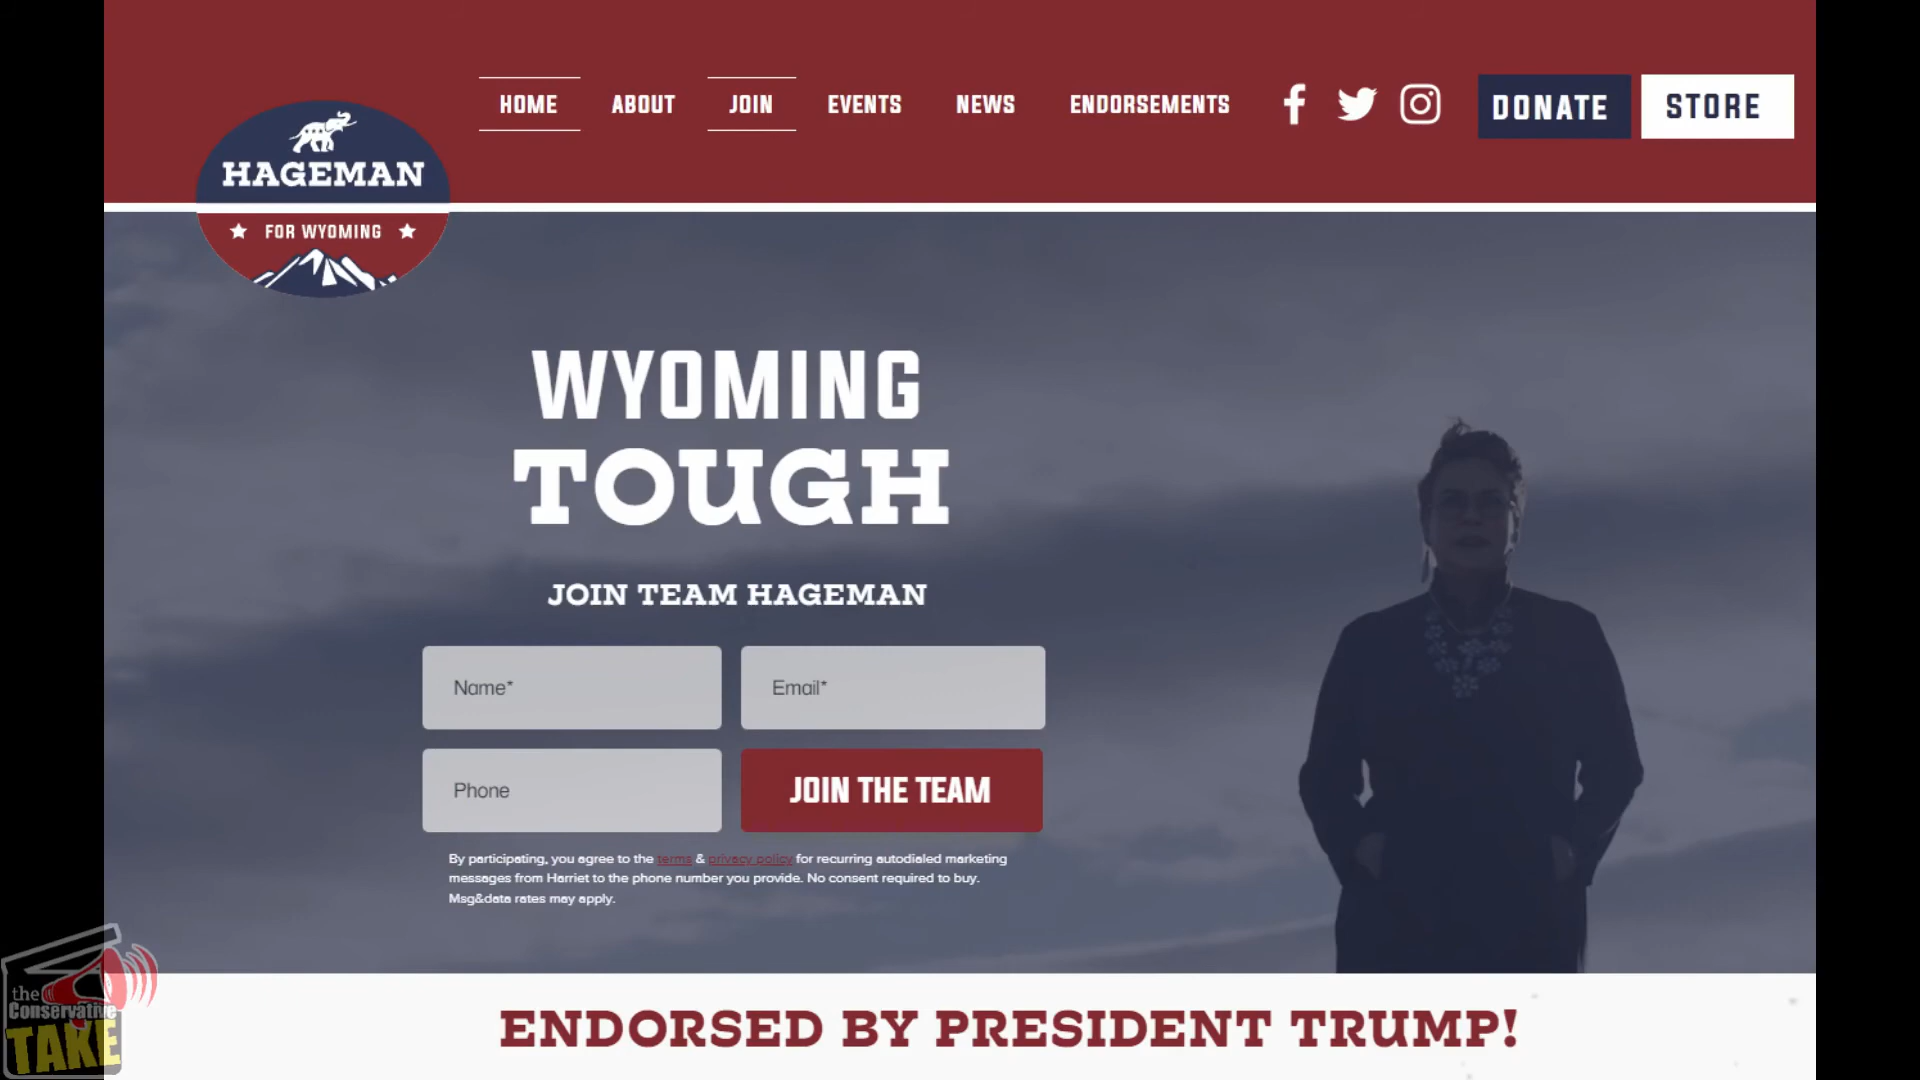 HOME
ABOUT
JOIN
EVENTS
NEWS
ENDORSEMENTS
DONATE
STORE
HAGEMAN
FOR WYOMING
WYOMING
TOUGH
JOIN TEAM HAGEMAN
Name*
Email*
Phone
JOIN THE TEAM
By participating, you agree to the terms & privacy policy for recurring autodialed marketing
messages from Harriet to the phone number you provide. No consent required to buy.
Msg&data rates may apply.
ENDORSED BY PRESIDENT TRUMP!
the
Conservative
TAKE